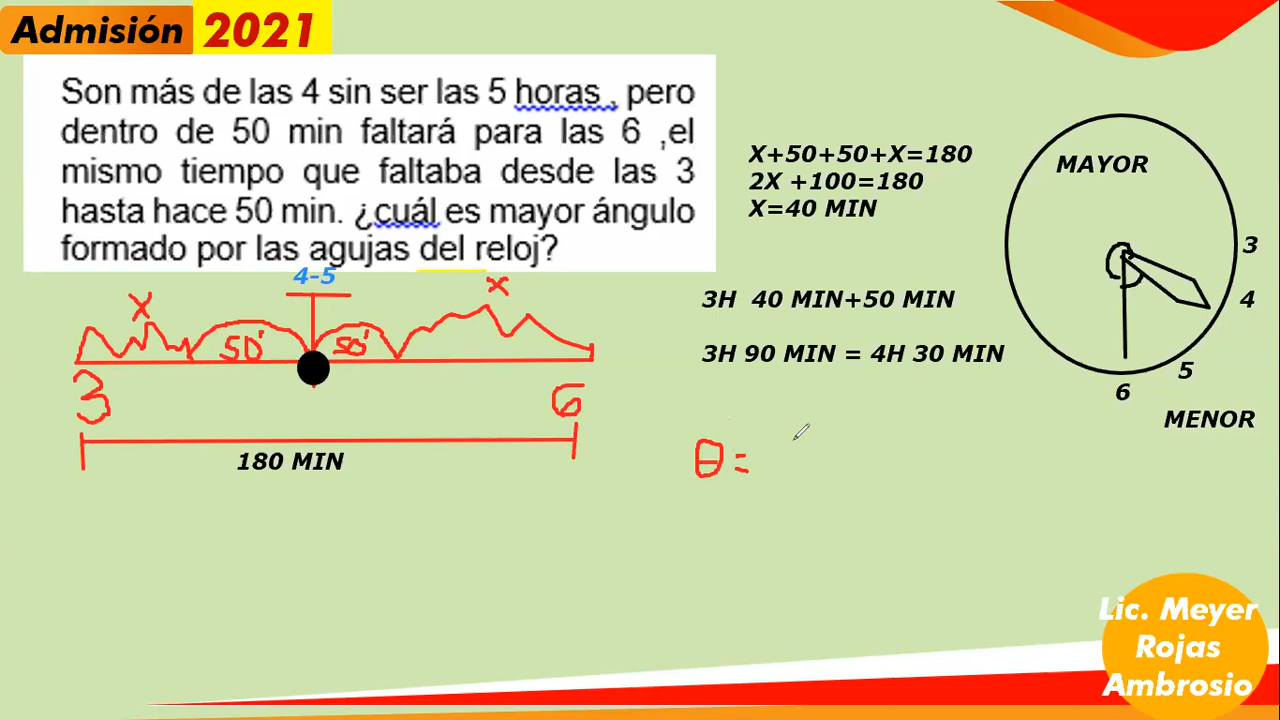 Admisión 2021
Son más de las 4 sin ser las 5 horas , pero
dentro de 50 min faltará para las 6 ,el
mismo tiempo que faltaba desde las 3
hasta hace 50 min. ¿cuál es mayor ángulo
formado por las agujas del reloj?
X+50+50+X=180
2X +100=180
X=40 MIN
MAYOR
3
4
5
6
MENOR
4-5
X
x
50'
50'
3
6
180 MIN
3H 40 MIN+50 MIN
3H 90 MIN = 4H 30 MIN
θ =
Lic. Meyer
Rojas
Ambrosio